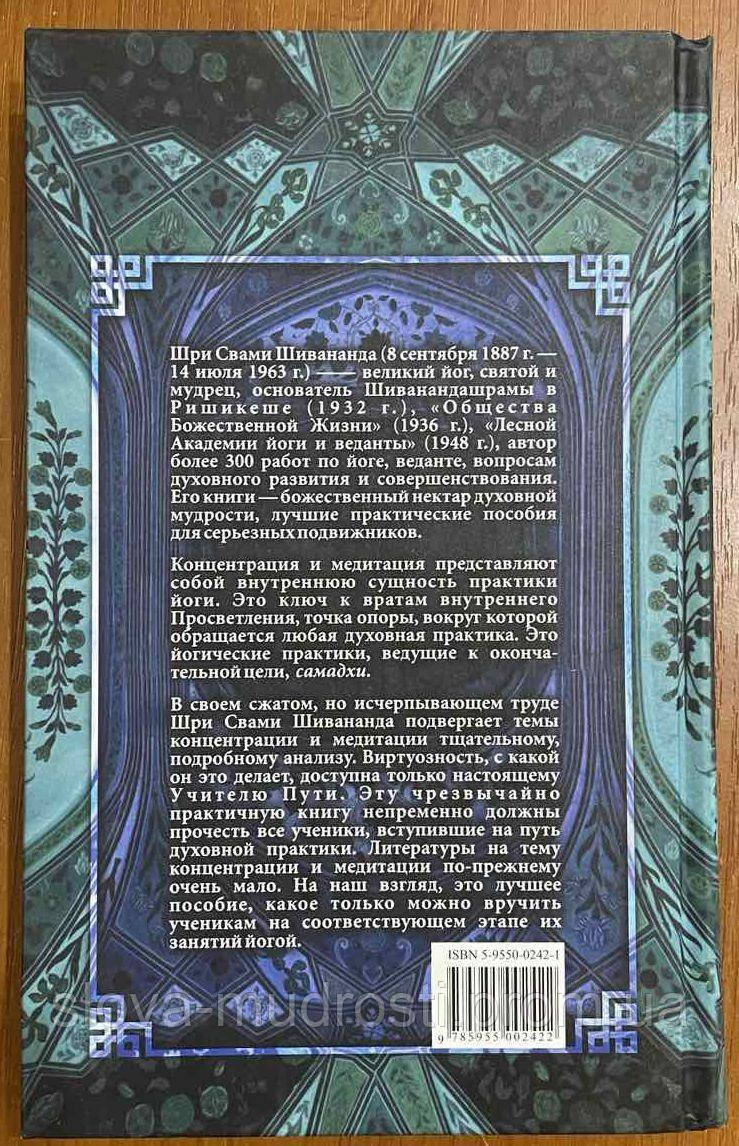 Шри Свами Шивананда (8 сентября 1887 г. —
14 июля 1963 г.) —— великий йог, святой и
мудрец, основатель Шиванандашрамы в
Ришикеше (1932 г.), «Общества
Божественной Жизни» (1936 г.), «Лесной
Академии йоги и веданты» (1948 г.), автор
более 300 работ по йоге, веданте, вопросам
духовного развития и совершенствования.
Его книги — божественный нектар духовной
мудрости, лучшие практические пособия
для серьезных подвижников.
Концентрация и медитация представляют
собой внутреннюю сущность практики
йоги. Это ключ к вратам внутреннего
Просветления, точка опоры, вокруг которой
обращается любая духовная практика. Это
йогические практики, ведущие к оконча-
тельной цели, самадхи.
В своем сжатом, но исчерпывающем труде
Шри Свами Шивананда подвергает темы
концентрации и медитации тщательному,
подробному анализу. Виртуозность, с какой
он это делает, доступна только настоящему
Учителю Пути. Эту чрезвычайно
практичную книгу непременно должны
прочесть все ученики, вступившие на путь
духовной практики. Литературы на тему
концентрации и медитации по-прежнему
очень мало. На наш взгляд, это лучшее
пособие, какое только можно вручить
ученикам на соответствующем этапе их
занятий йогой.
ISBN 5-9550-0242-1
9 785955 002422
slova-mudrosti.prom.ua